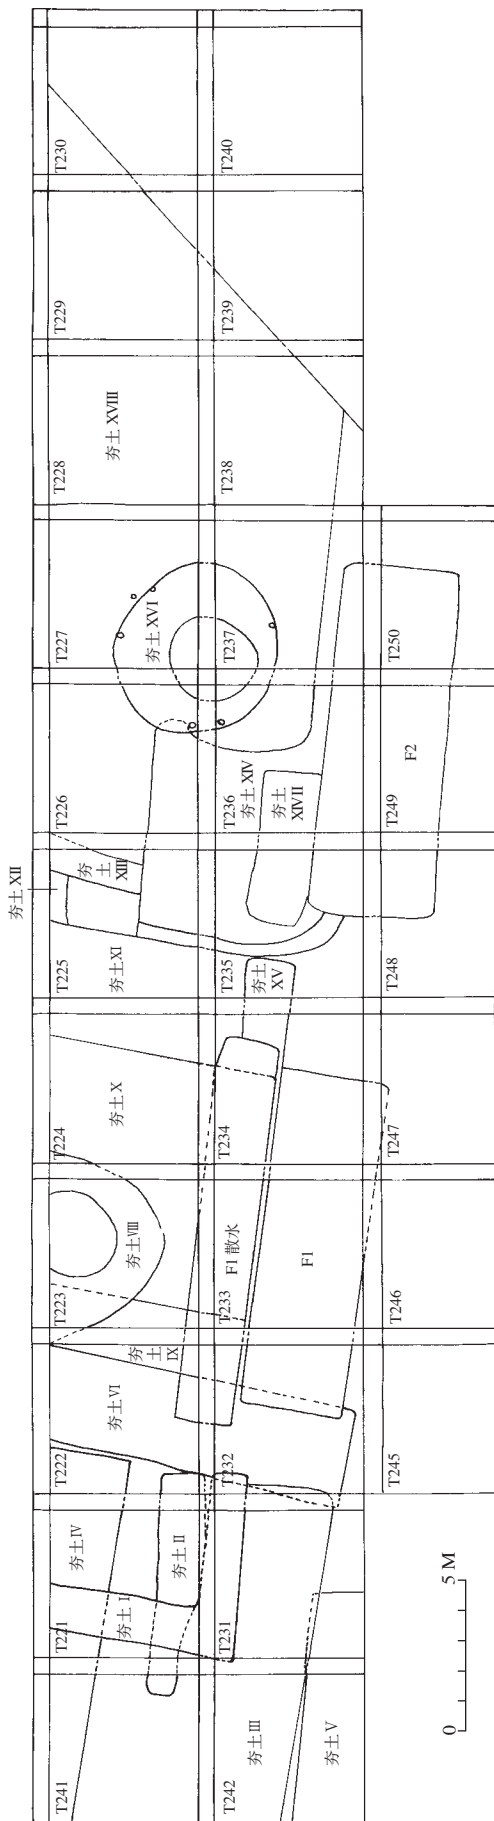 T230
T240
T229
T239
夯土 XVIII
T228
T238
T227
夯土 XVI
T237
T250
T226
T236
夯土 XIV
夯土
XIVII
F2
T249
夯土 XII
夯土
XIII
T225
夯土 XI
T235
夯土
XV
T248
夯土 X
T224
T234
T247
夯土 VIII
F1 散水
F1
T223
T233
T246
夯土
IX
夯土 VI
T222
T232
T245
夯土 IV
夯土 II
夯土 I
T221
T231
夯土 III
夯土 V
T241
T242
0
5 M